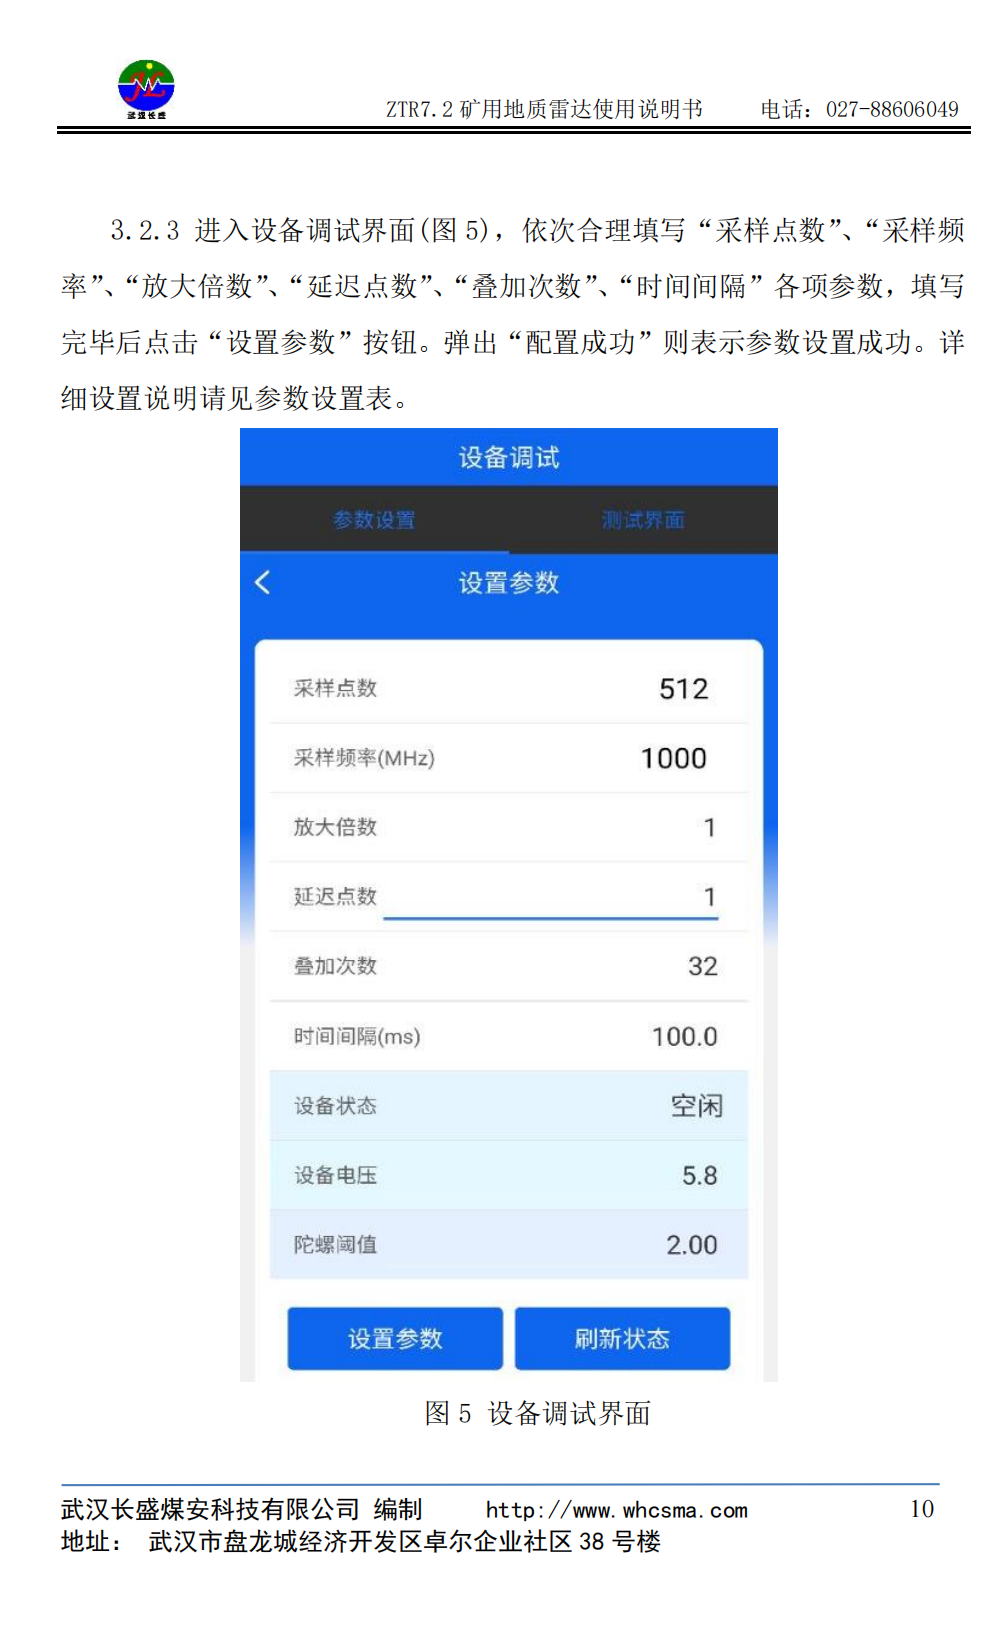 武汉长盛
ZTR7.2 矿用地质雷达使用说明书 电话：027-88606049
3.2.3 进入设备调试界面(图 5)，依次合理填写“采样点数”、“采样频
率”、“放大倍数”、“延迟点数”、“叠加次数”、“时间间隔”各项参数，填写
完毕后点击“设置参数”按钮。弹出“配置成功”则表示参数设置成功。详
细设置说明请见参数设置表。
设备调试
参数设置 测试界面
设置参数
采样点数 512
采样频率(MHz) 1000
放大倍数 1
延迟点数 1
叠加次数 32
时间间隔(ms) 100.0
设备状态 空闲
设备电压 5.8
陀螺阈值 2.00
设置参数 刷新状态
图 5 设备调试界面
武汉长盛煤安科技有限公司 编制 http://www.whcsma.com 10
地址： 武汉市盘龙城经济开发区卓尔企业社区 38 号楼